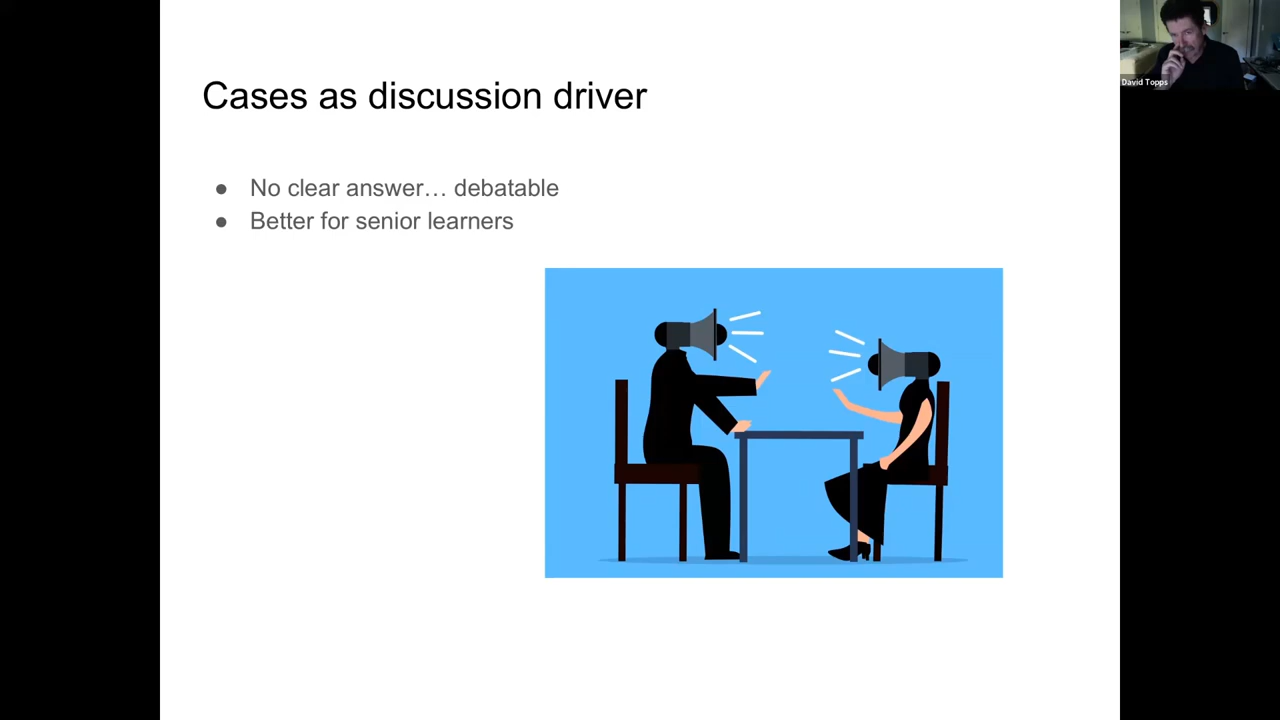 Cases as discussion driver
● No clear answer… debatable
● Better for senior learners
David Topps